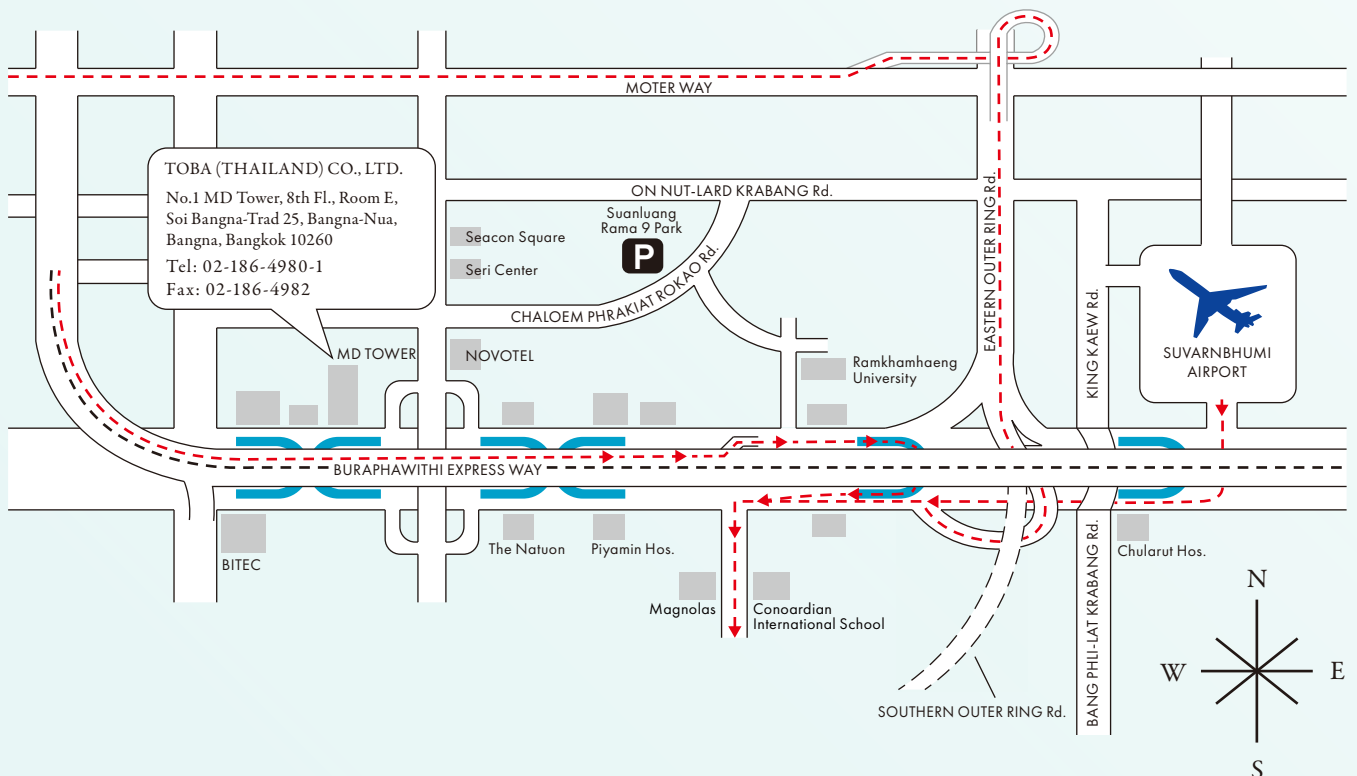 MOTER WAY
TOBA (THAILAND) CO., LTD.
No.1 MD Tower, 8th Fl., Room E,
Soi Bangna-Trad 25, Bangna-Nua,
Bangna, Bangkok 10260
Tel: 02-186-4980-1
Fax: 02-186-4982
ON NUT-LARD KRABANG Rd.
Suanluang
Rama 9 Park
P
Seacon Square
Seri Center
CHALOEM PHRAKIAT ROKAO Rd.
EASTERN OUTER RING Rd.
KING KAEW Rd.
SUVARNBHUMI
AIRPORT
MD TOWER
NOVOTEL
Ramkhamhaeng
University
BURAPHAWITHI EXPRESS WAY
BITEC
The Natuon
Piyamin Hos.
Chularut Hos.
Magnolas
Conoardian
International School
BANG PHLI-LAT KRABANG Rd.
SOUTHERN OUTER RING Rd.
N
W
E
S